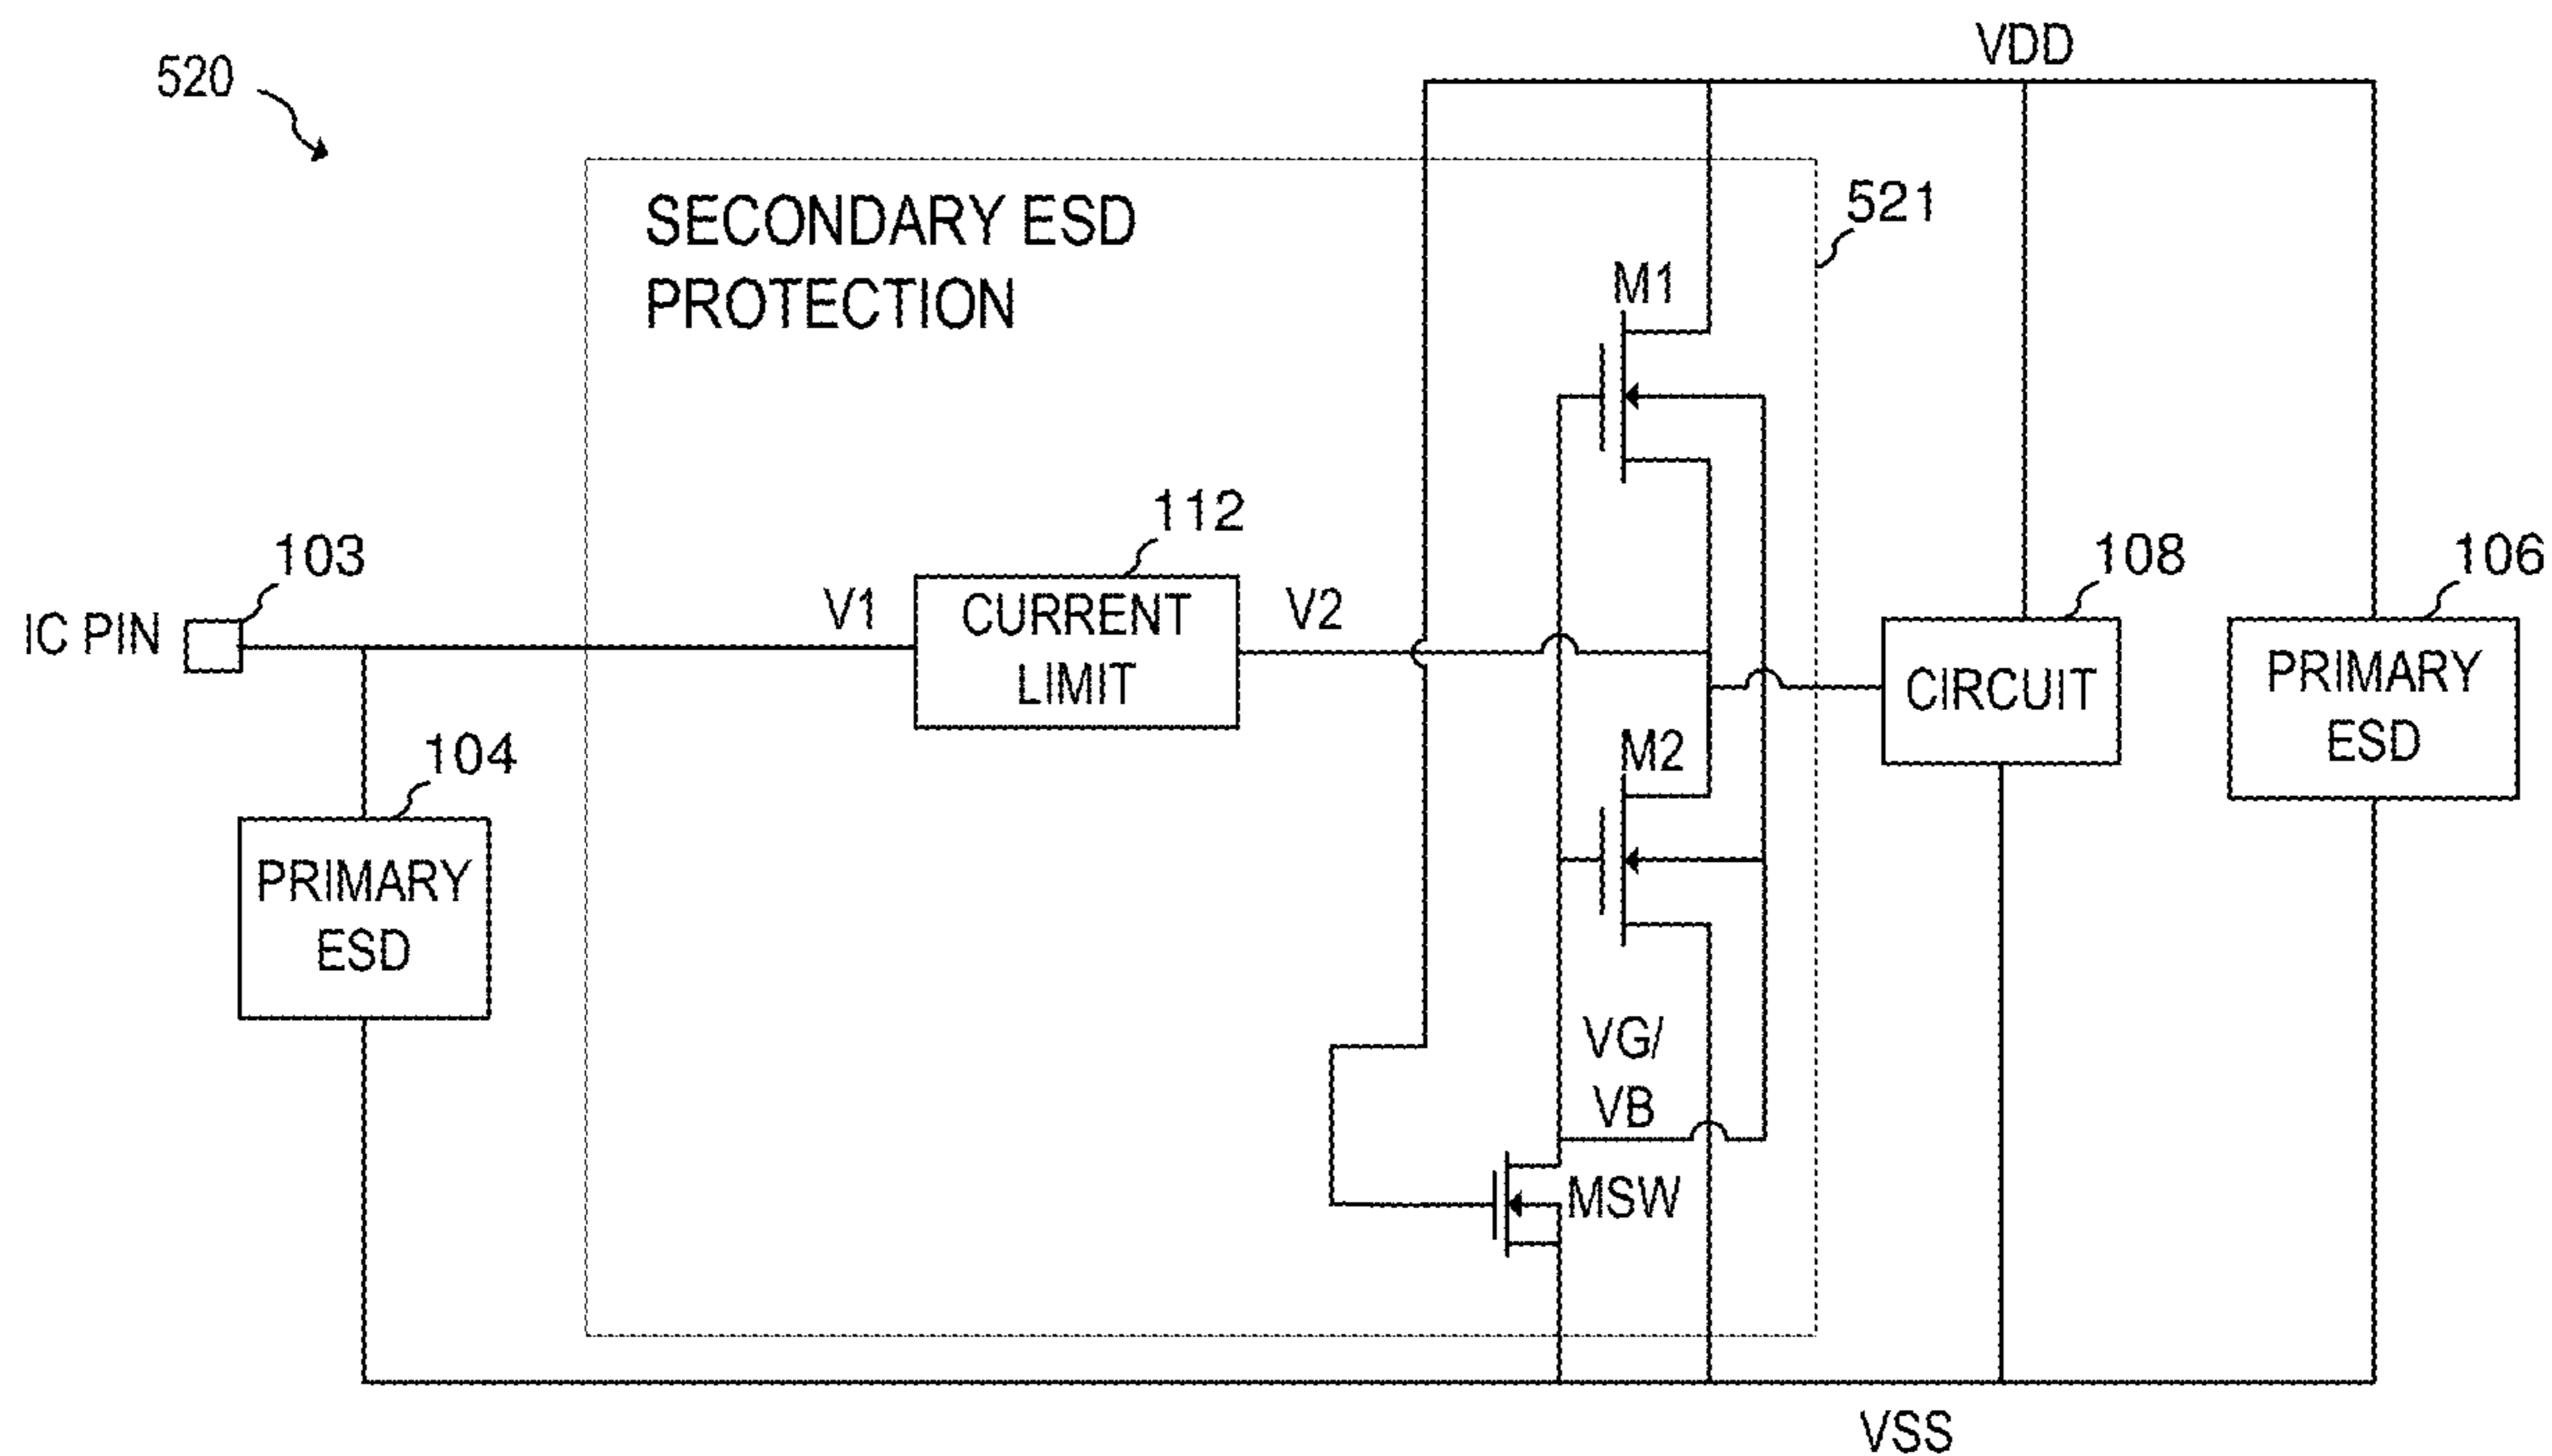 VDD
520
SECONDARY ESD
PROTECTION
521
M1
112
103
IC PIN
V1
CURRENT
LIMIT
V2
108
CIRCUIT
106
PRIMARY
ESD
104
PRIMARY
ESD
M2
VG/
VB
MSW
VSS